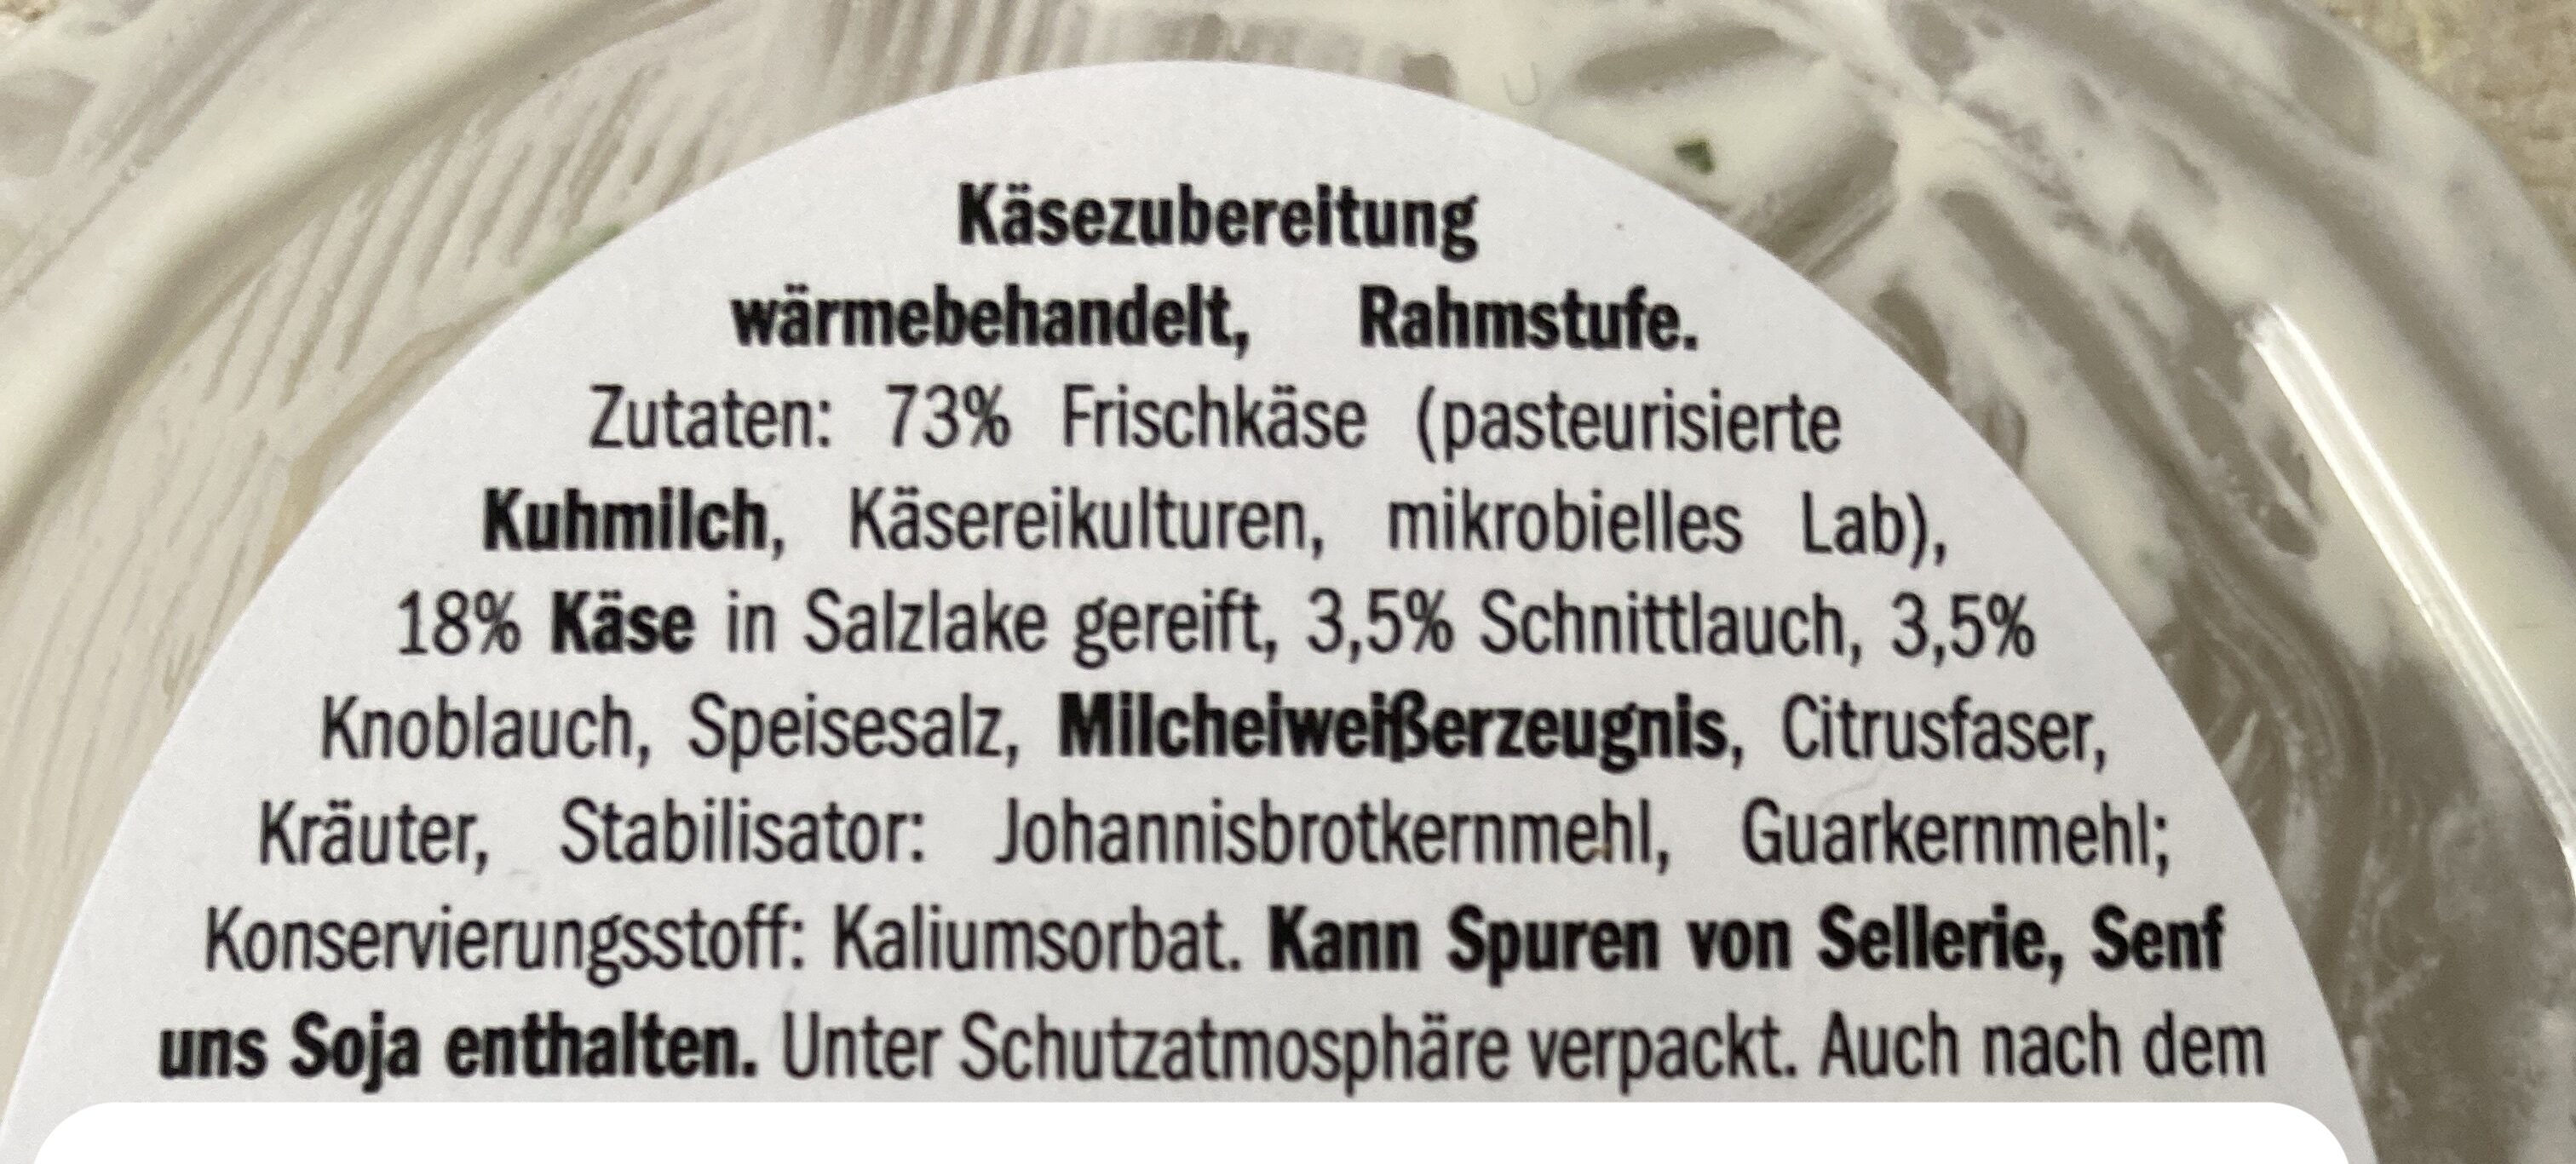 Käsezubereitung
wärmebehandelt, Rahmstufe.
Zutaten: 73% Frischkäse (pasteurisierte
Kuhmilch, Käsereikulturen, mikrobielles Lab),
18% Käse in Salzlake gereift, 3,5% Schnittlauch, 3,5%
Knoblauch, Speisesalz, Milcheiweißerzeugnis, Citrusfaser,
Kräuter, Stabilisator: Johannisbrotkernmehl, Guarkernmehl;
Konservierungsstoff: Kaliumsorbat. Kann Spuren von Sellerie, Senf
uns Soja enthalten. Unter Schutzatmosphäre verpackt. Auch nach dem